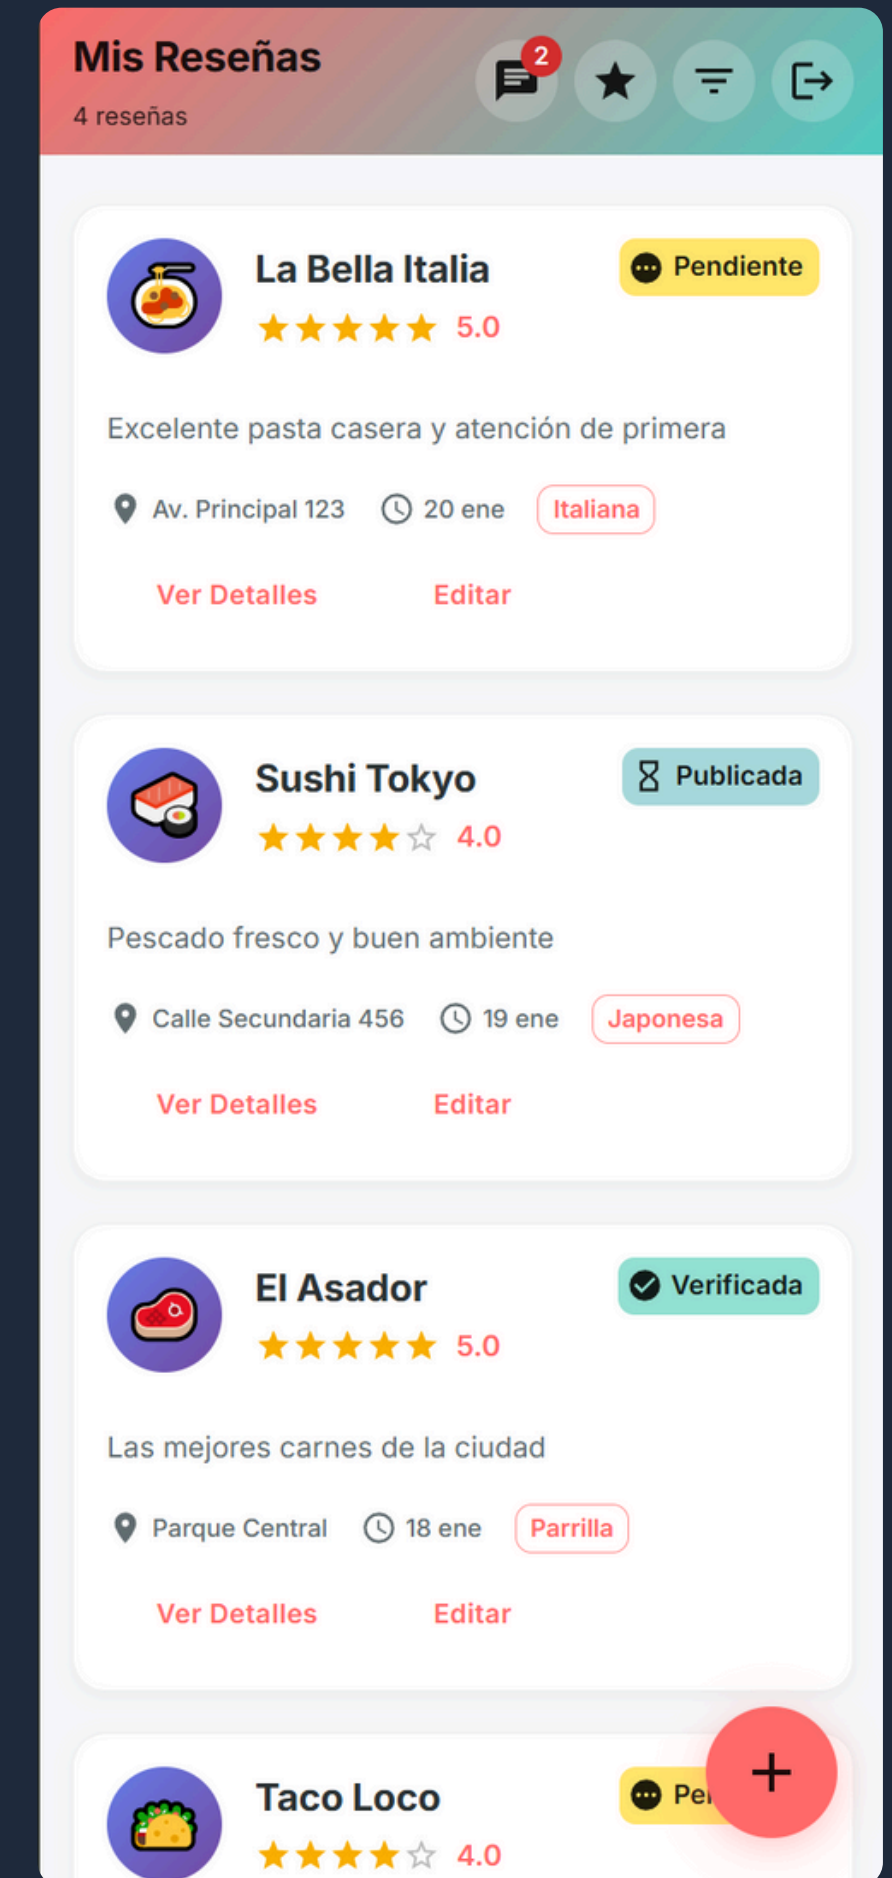 Mis Reseñas
2
4 reseñas
La Bella Italia
Pendiente
5.0
Excelente pasta casera y atención de primera
Av. Principal 123 20 ene Italiana
Ver Detalles Editar
Sushi Tokyo
Publicada
4.0
Pescado fresco y buen ambiente
Calle Secundaria 456 19 ene Japonesa
Ver Detalles Editar
El Asador
Verificada
5.0
Las mejores carnes de la ciudad
Parque Central 18 ene Parrilla
Ver Detalles Editar
Taco Loco
4.0